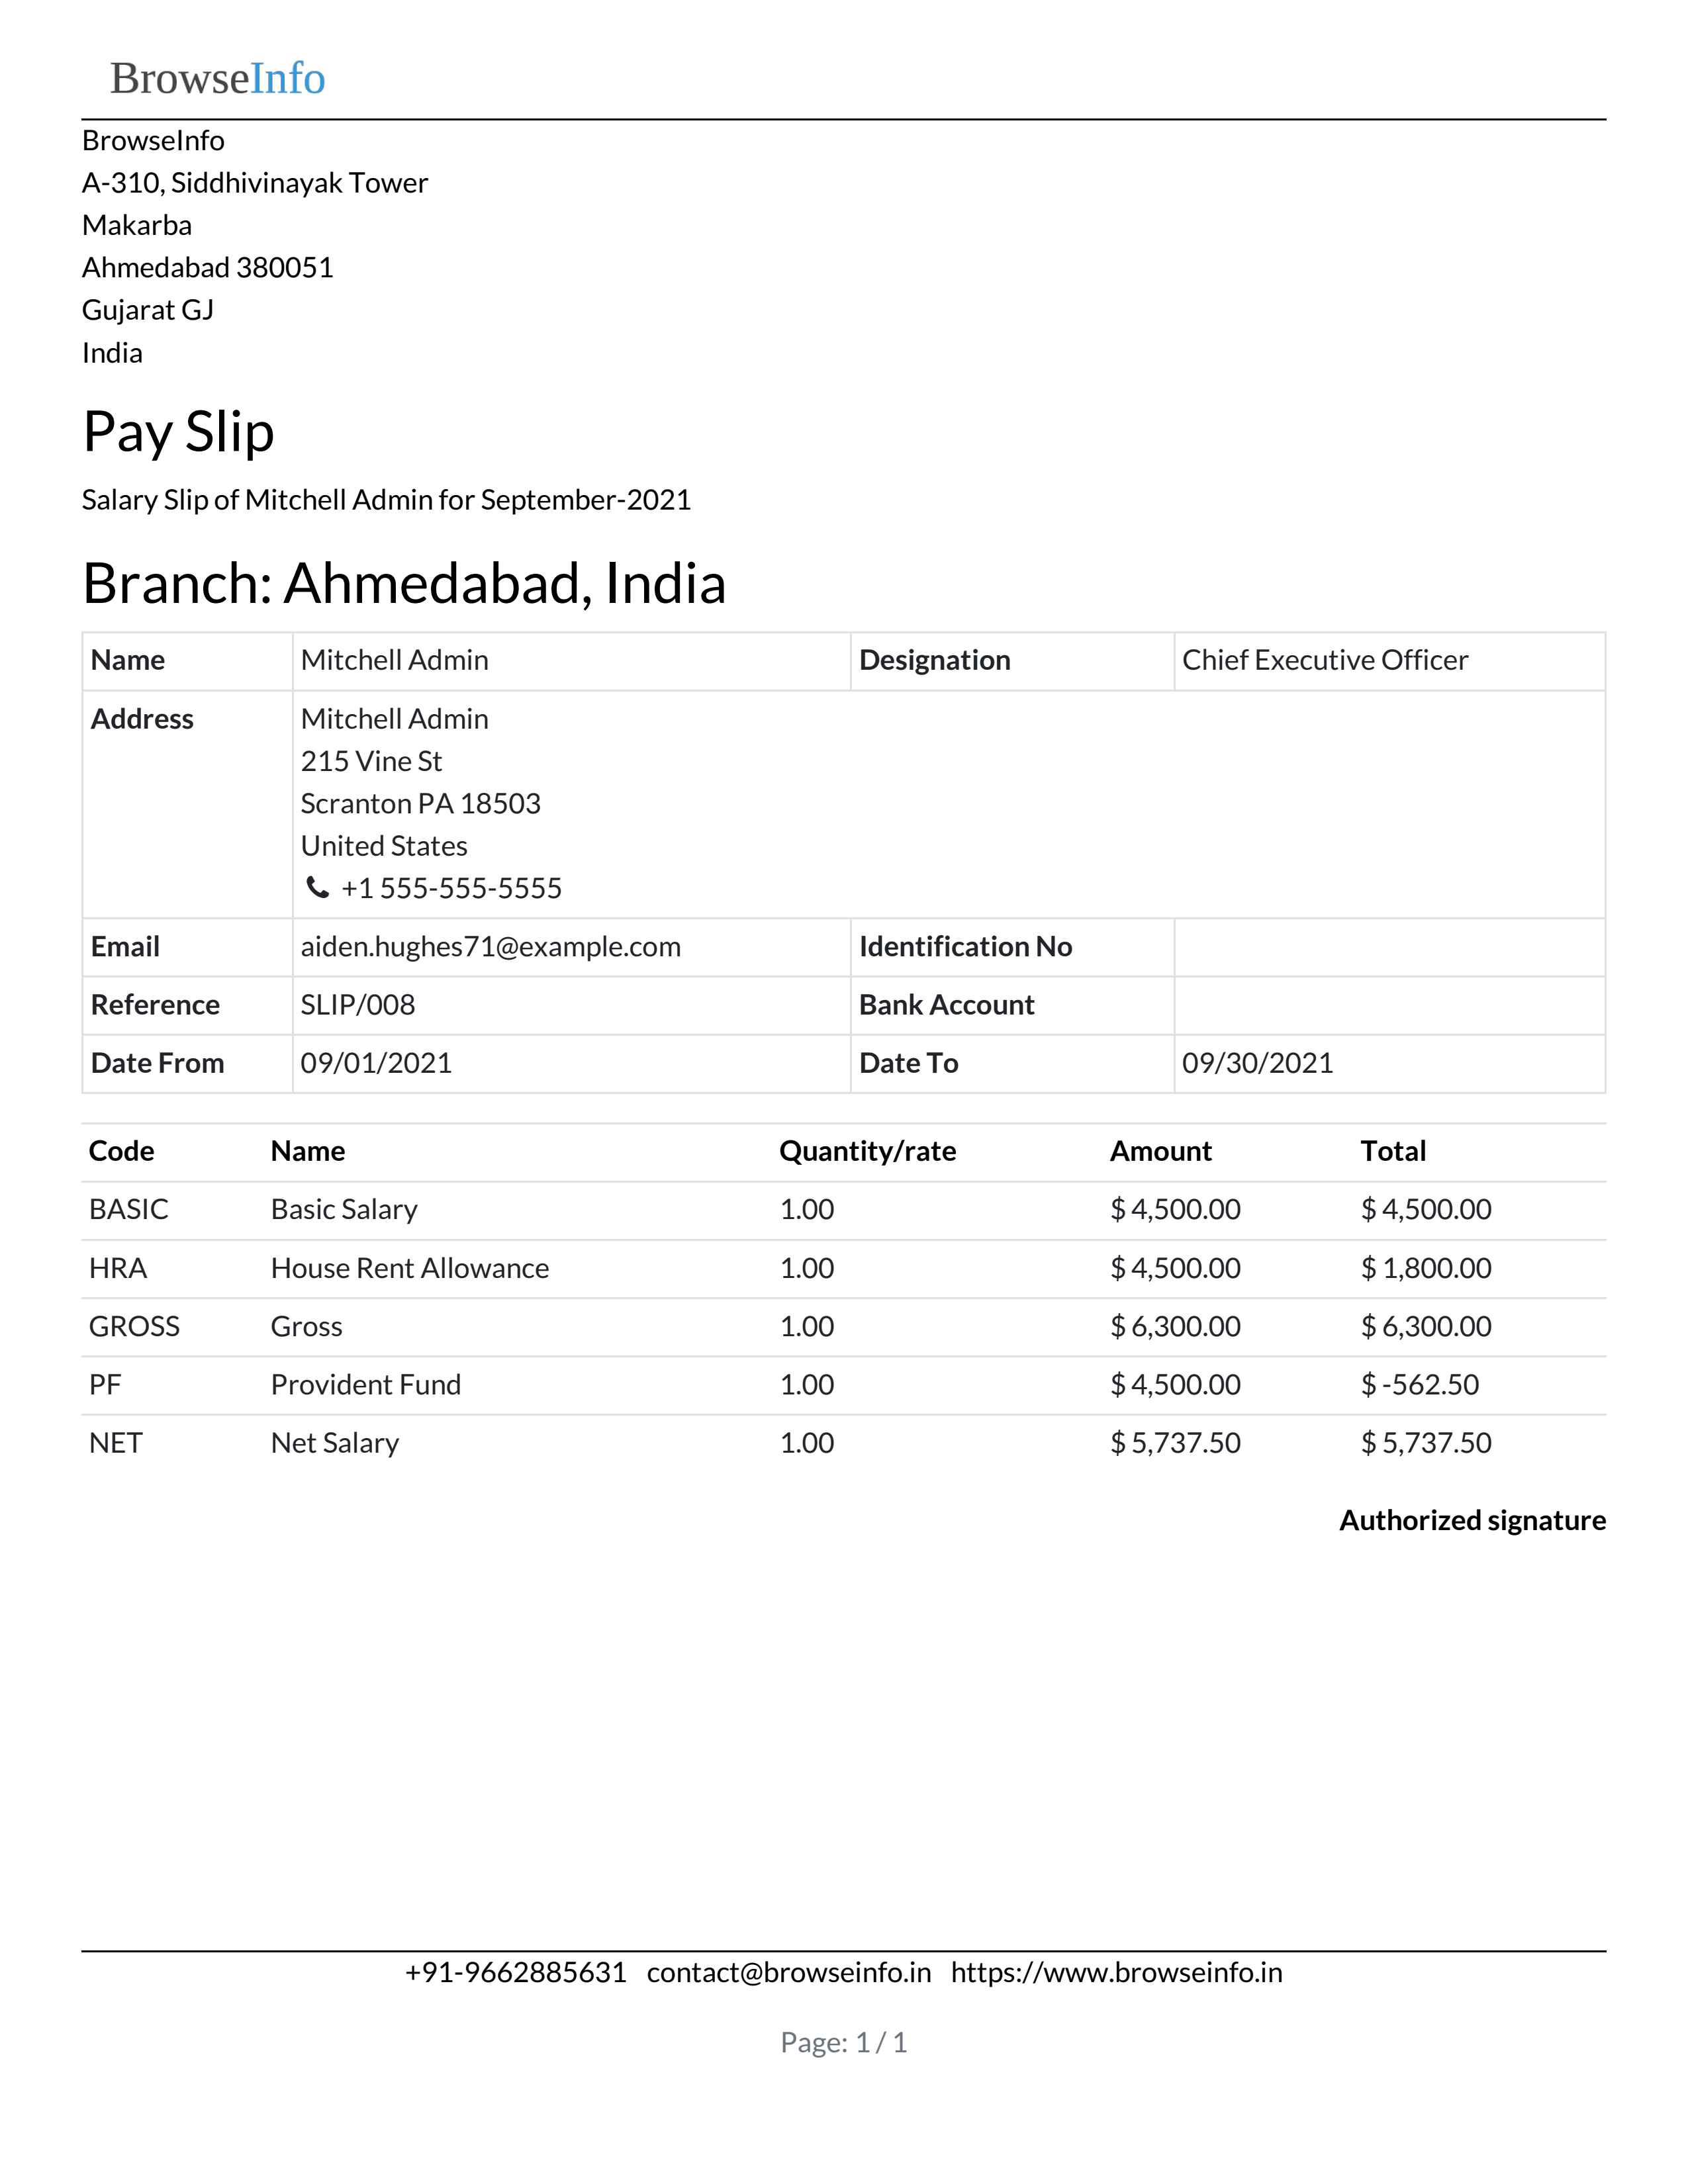 BrowseInfo
BrowseInfo
A-310, Siddhivinayak Tower
Makarba
Ahmedabad 380051
Gujarat GJ
India
Pay Slip
Salary Slip of Mitchell Admin for September-2021
Branch: Ahmedabad, India
Name Mitchell Admin Designation Chief Executive Officer
Address Mitchell Admin
215 Vine St
Scranton PA 18503
United States
+1 555-555-5555
Email aiden.hughes71@example.com Identification No
Reference SLIP/008 Bank Account
Date From 09/01/2021 Date To 09/30/2021
Code Name Quantity/rate Amount Total
BASIC Basic Salary 1.00 $ 4,500.00 $ 4,500.00
HRA House Rent Allowance 1.00 $ 4,500.00 $ 1,800.00
GROSS Gross 1.00 $ 6,300.00 $ 6,300.00
PF Provident Fund 1.00 $ 4,500.00 $ -562.50
NET Net Salary 1.00 $ 5,737.50 $ 5,737.50
Authorized signature
+91-9662885631 contact@browseinfo.in https://www.browseinfo.in
Page: 1 / 1